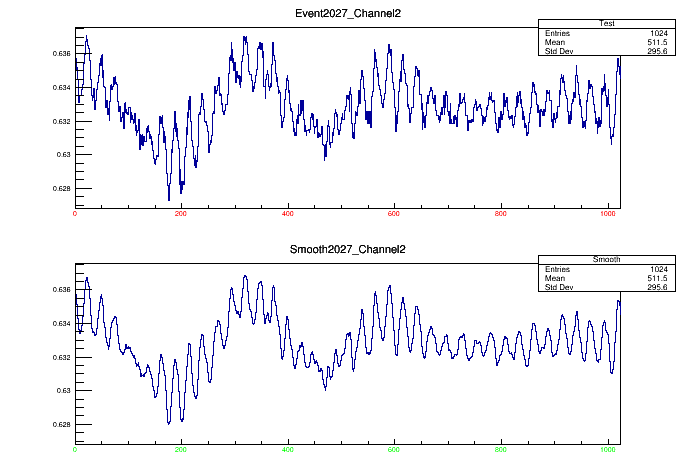 Event2027_Channel2
Test
Entries 1024
Mean 511.5
Std Dev 295.6
0.636
0.634
0.632
0.63
0.628
0 200 400 600 800 1000
Smooth2027_Channel2
Smooth
Entries 1024
Mean 511.5
Std Dev 295.6
0.636
0.634
0.632
0.63
0.628
0 200 400 600 800 1000